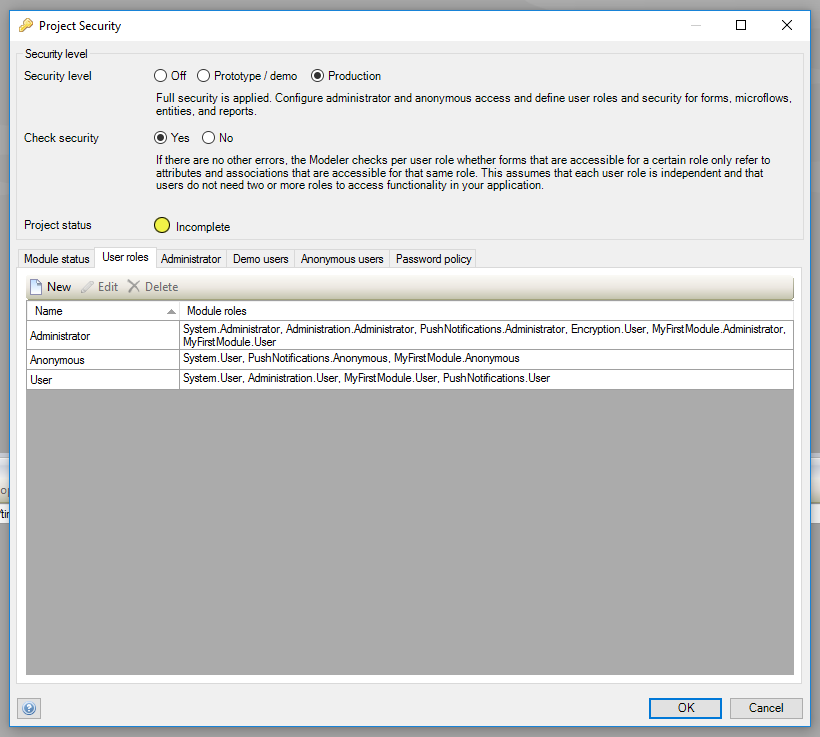 Project Security
Security level
Security level Off Prototype / demo Production
Full security is applied. Configure administrator and anonymous access and define user roles and security for forms, microflows,
entities, and reports.
Check security Yes No
If there are no other errors, the Modeler checks per user role whether forms that are accessible for a certain role only refer to
attributes and associations that are accessible for that same role. This assumes that each user role is independent and that
users do not need two or more roles to access functionality in your application.
Project status Incomplete
Module status User roles Administrator Demo users Anonymous users Password policy
New Edit Delete
Name Module roles
Administrator System.Administrator, Administration.Administrator, PushNotifications.Administrator, Encryption.User, MyFirstModule.Administrator,
MyFirstModule.User
Anonymous System.User, PushNotifications.Anonymous, MyFirstModule.Anonymous
User System.User, Administration.User, MyFirstModule.User, PushNotifications.User
OK Cancel